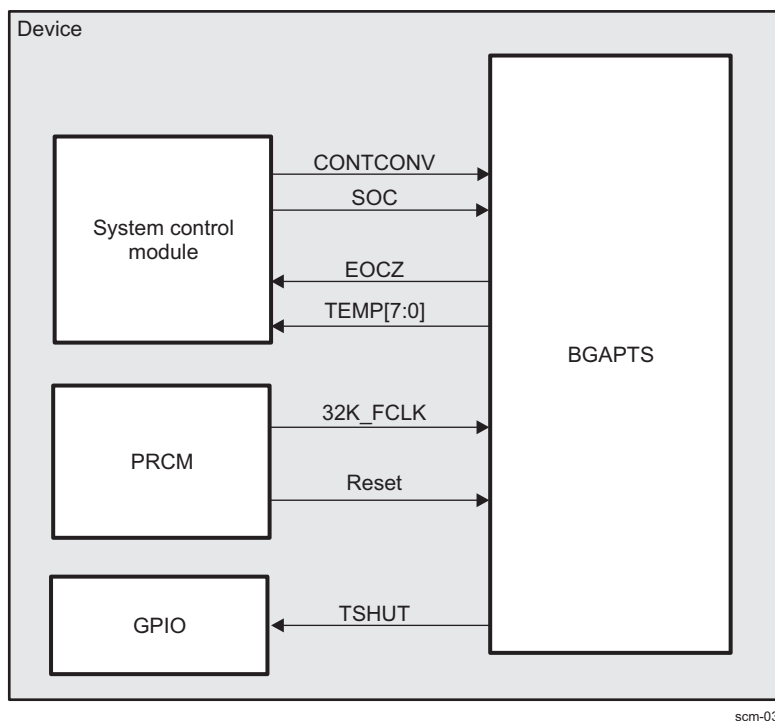 Device
CONTCONV
SOC
System control
module
EOCZ
TEMP[7:0]
BGAPTS
32K_FCLK
PRCM
Reset
TSHUT
GPIO